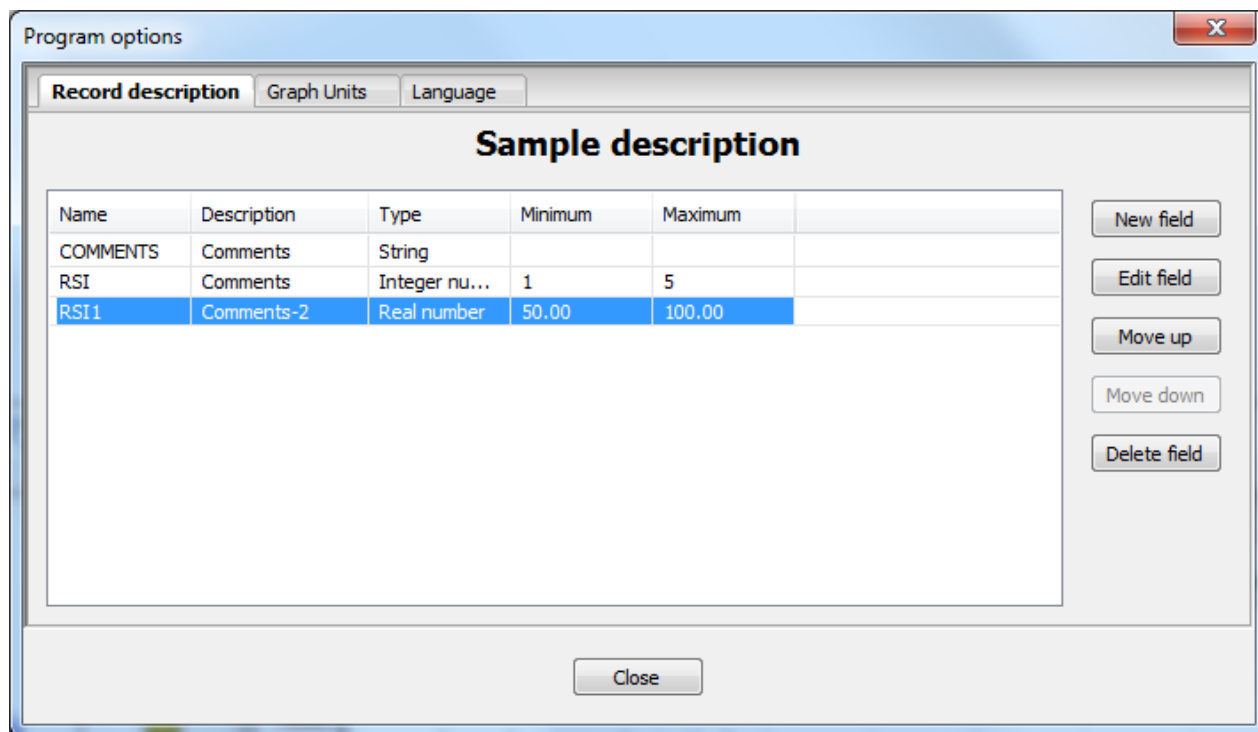 Program options
Record description Graph Units Language
Sample description
Name Description Type Minimum Maximum
COMMENTS Comments String
RSI Comments Integer nu... 1 5
RSI1 Comments-2 Real number 50.00 100.00
New field
Edit field
Move up
Move down
Delete field
Close